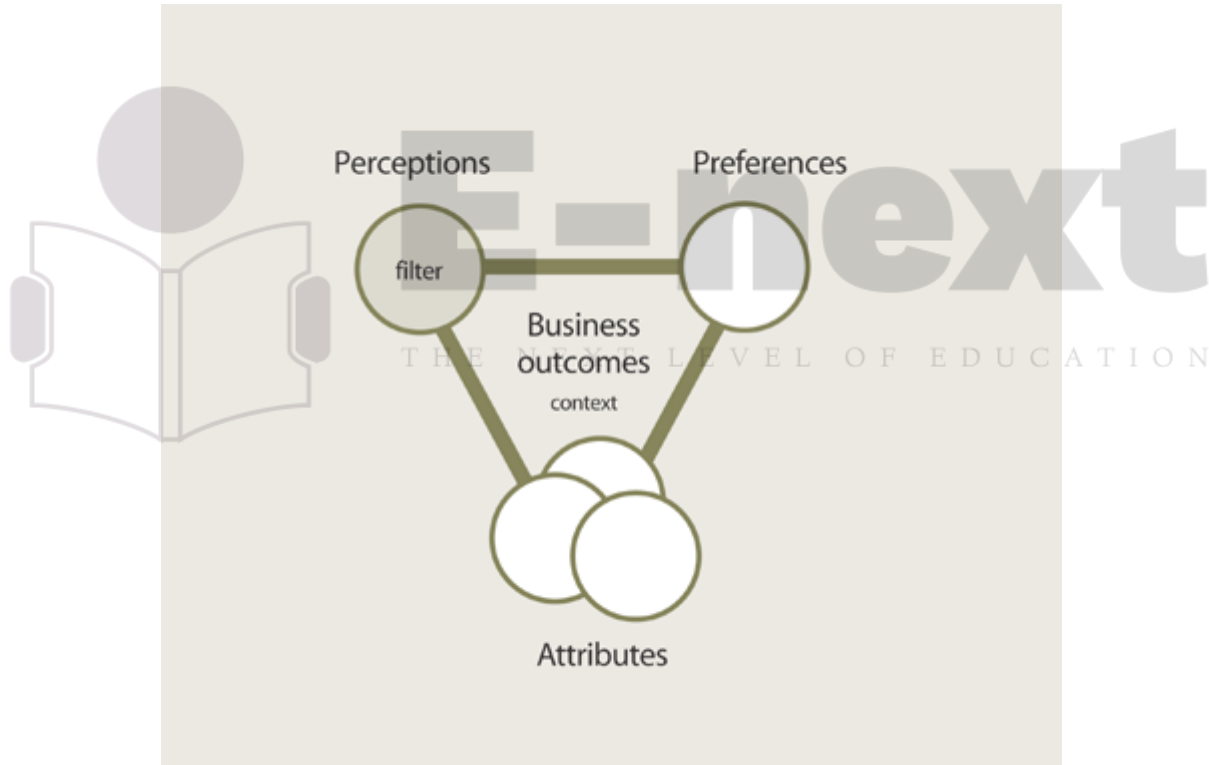 Perceptions
Preferences
E-next
filter
Business
outcomes
THE NEXT LEVEL OF EDUCATION
context
Attributes